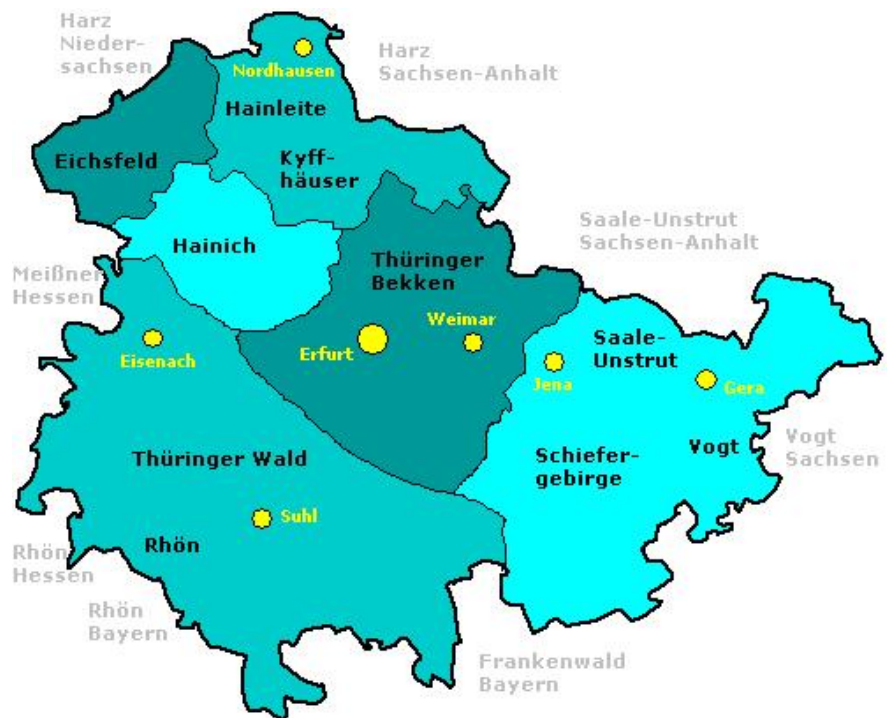 Harz
Nieder-
sachsen
Harz
Sachsen-Anhalt
Nordhausen
Hainleite
Eichsfeld
Kyff-
häuser
Saale-Unstrut
Sachsen-Anhalt
Hainich
Thüringer
Bekken
Meißner
Hessen
Weimar
Saale-
Unstrut
Eisenach
Erfurt
Jena
Gera
Thüringer Wald
Schiefer-
gebirge
Vogt
Vogt
Sachsen
Suhl
Rhön
Rhön
Hessen
Rhön
Bayern
Frankenwald
Bayern